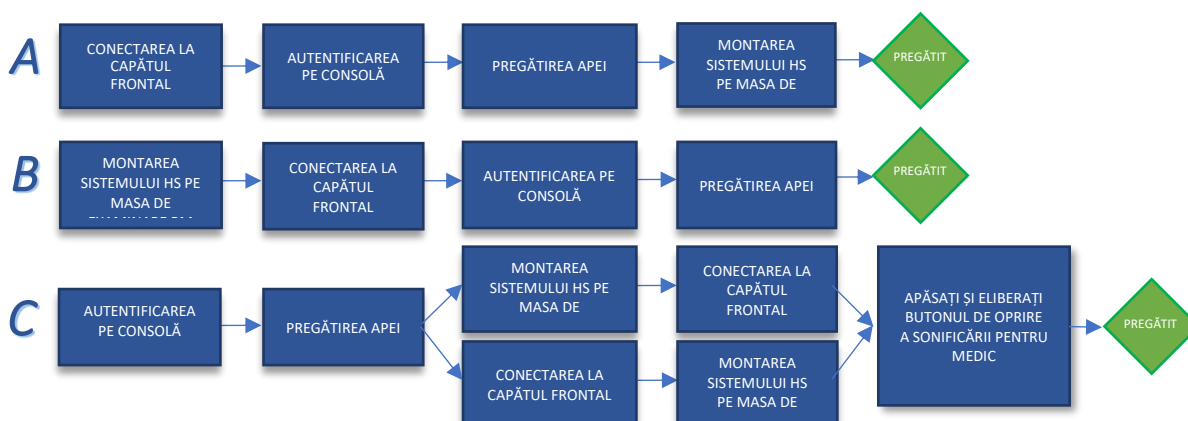 A
CONECTAREA LA
CAPĂTUL
FRONTAL
AUTENTIFICAREA
PE CONSOLĂ
PREGĂTIREA APEI
MONTAREA
SISTEMULUI HS
PE MASA DE
PREGĂTIT
B
MONTAREA
SISTEMULUI HS PE
MASA DE
CONECTAREA LA
CAPĂTUL
FRONTAL
AUTENTIFICAREA PE
CONSOLĂ
PREGĂTIREA APEI
PREGĂTIT
C
AUTENTIFICAREA
PE CONSOLĂ
PREGĂTIREA APEI
MONTAREA
SISTEMULUI HS PE
MASA DE
CONECTAREA LA
CAPĂTUL
FRONTAL
CONECTAREA LA
CAPĂTUL FRONTAL
MONTAREA
SISTEMULUI HS
PE MASA DE
APĂSAȚI ȘI ELIBERAȚI
BUTONUL DE OPRIRE
A SONIFICĂRII PENTRU
MEDIC
PREGĂTIT